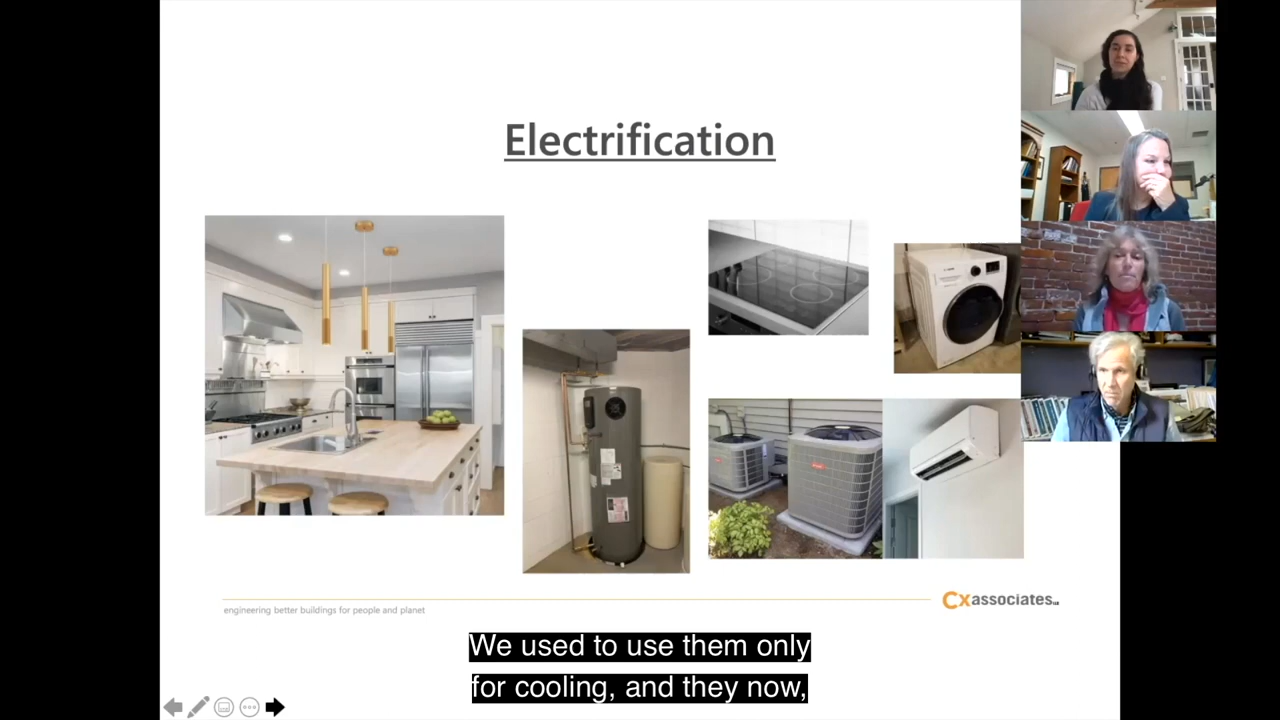 Electrification
engineering better buildings for people and planet
Cxassociates
We used to use them only
for cooling, and they now,